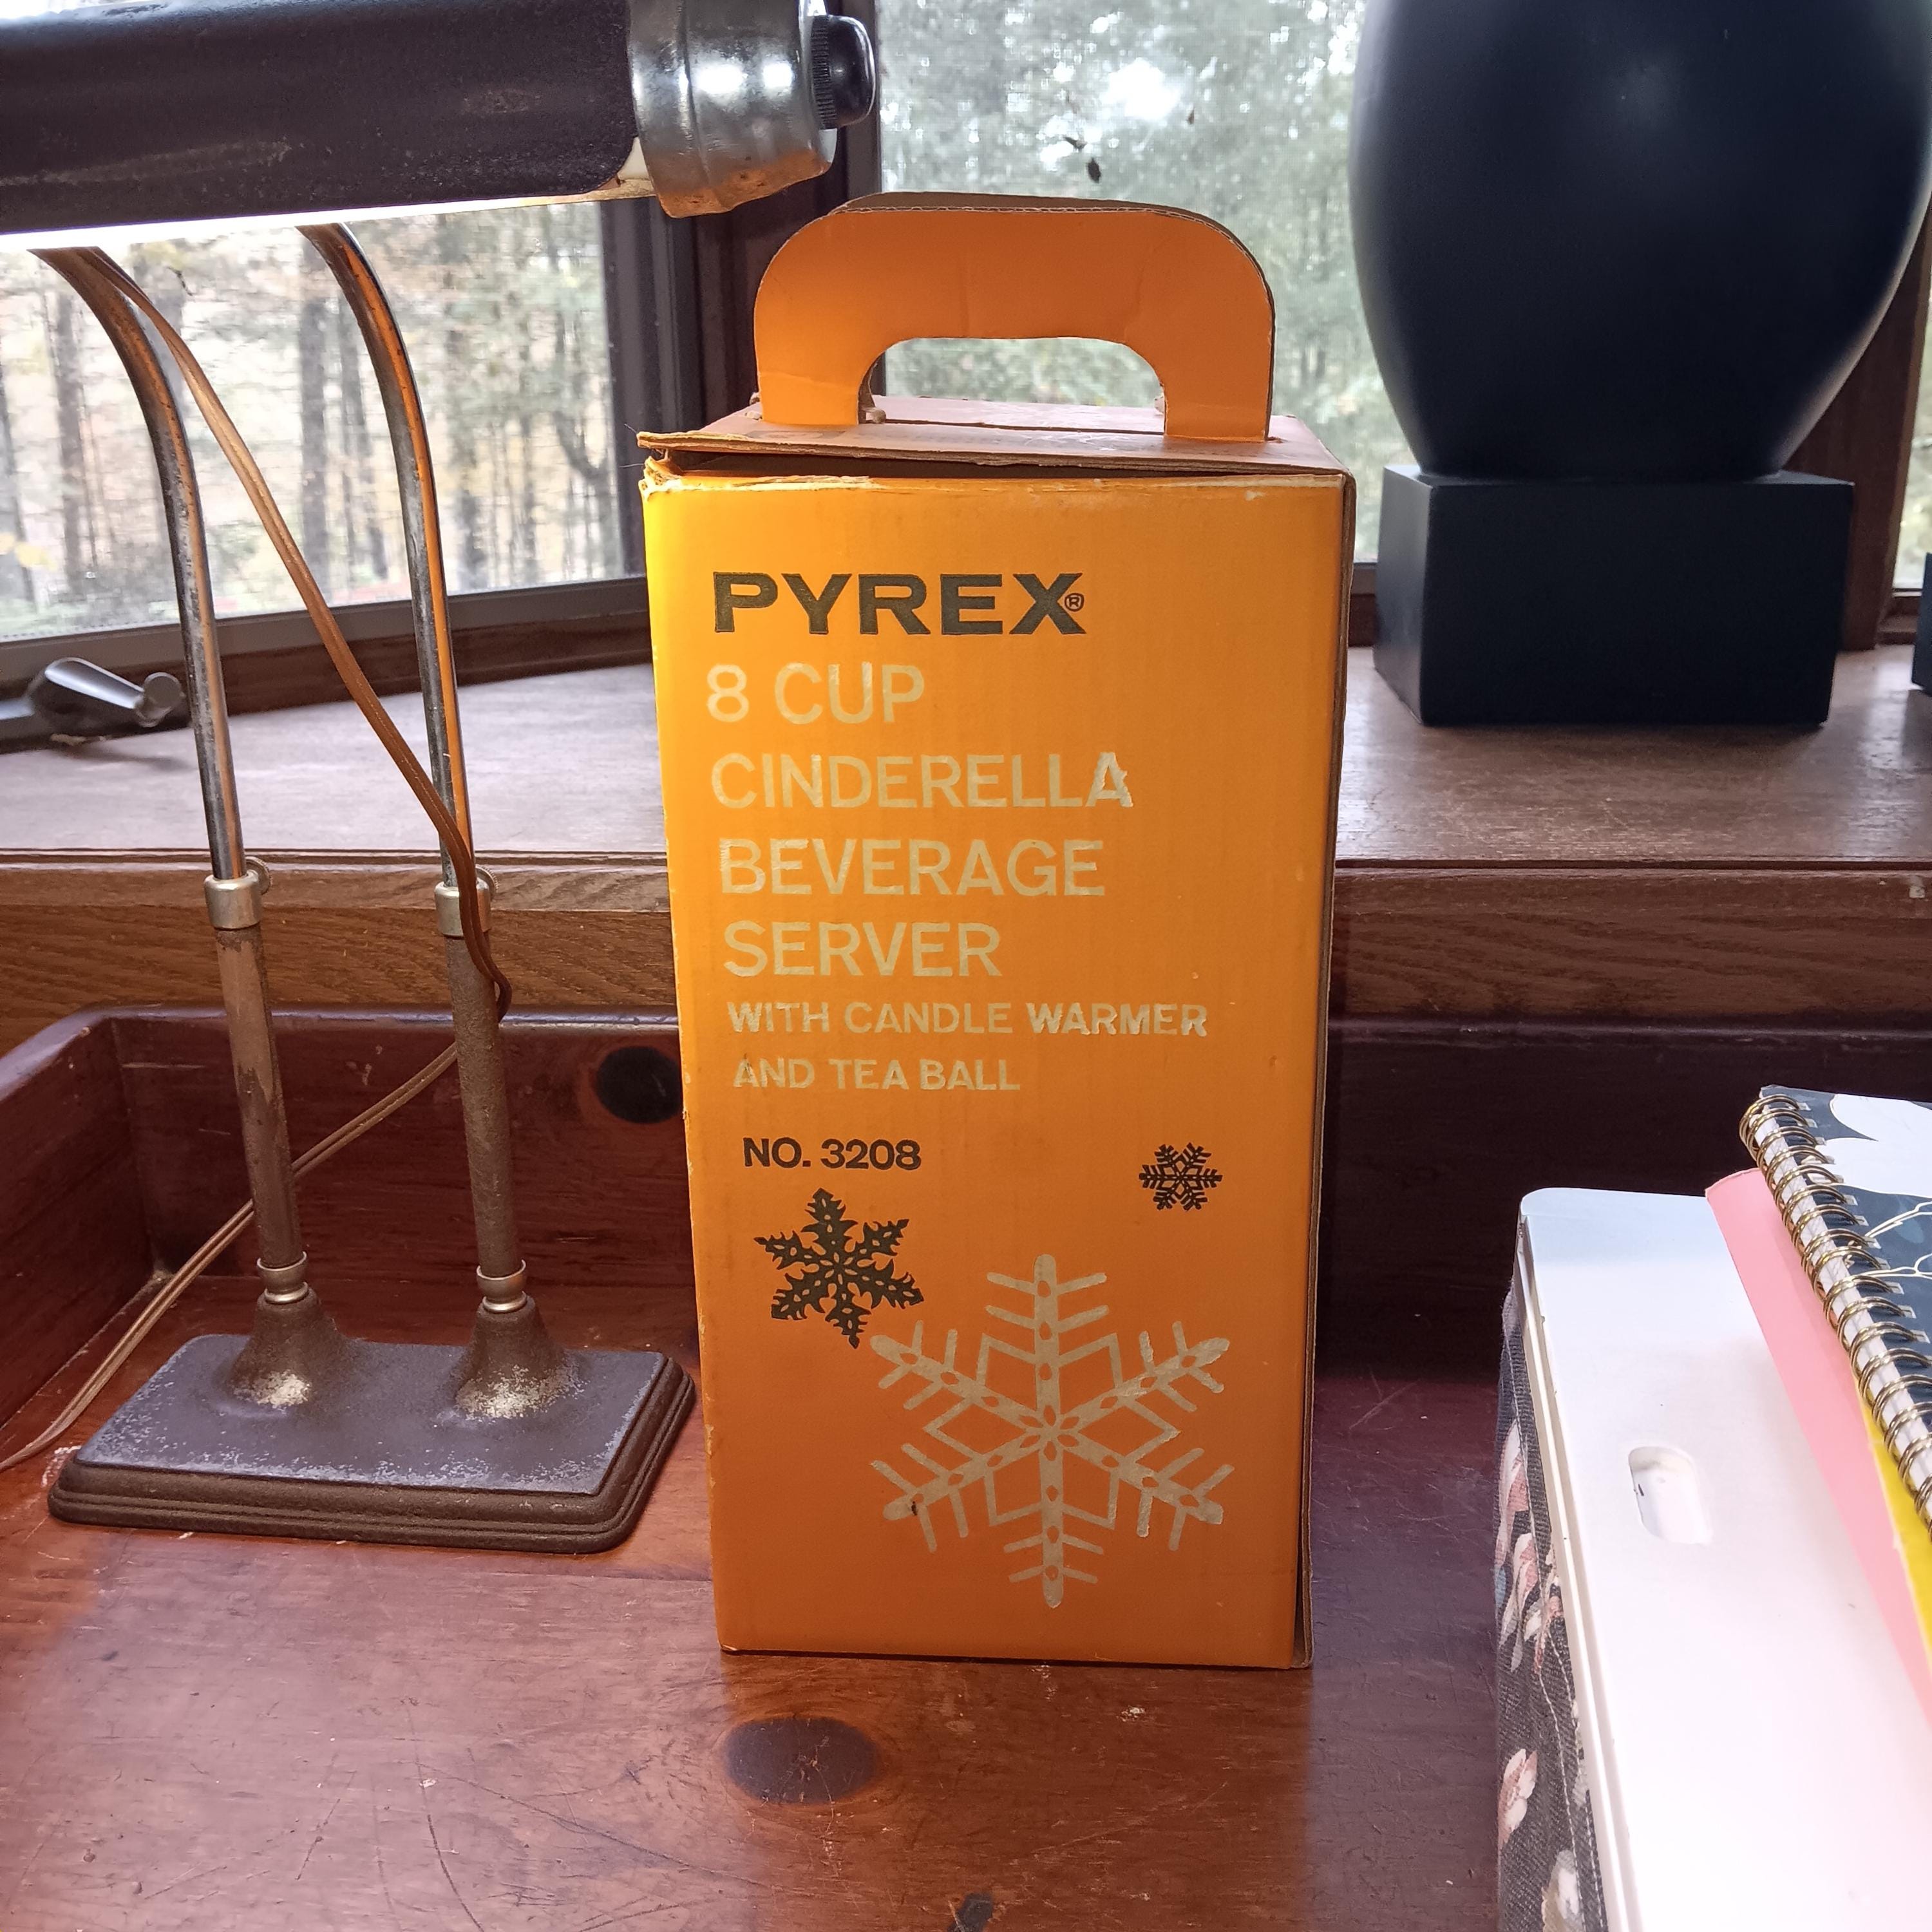 PYREX®
8 CUP
CINDERELLA
BEVERAGE
SERVER
WITH CANDLE WARMER
AND TEA BALL
NO. 3208